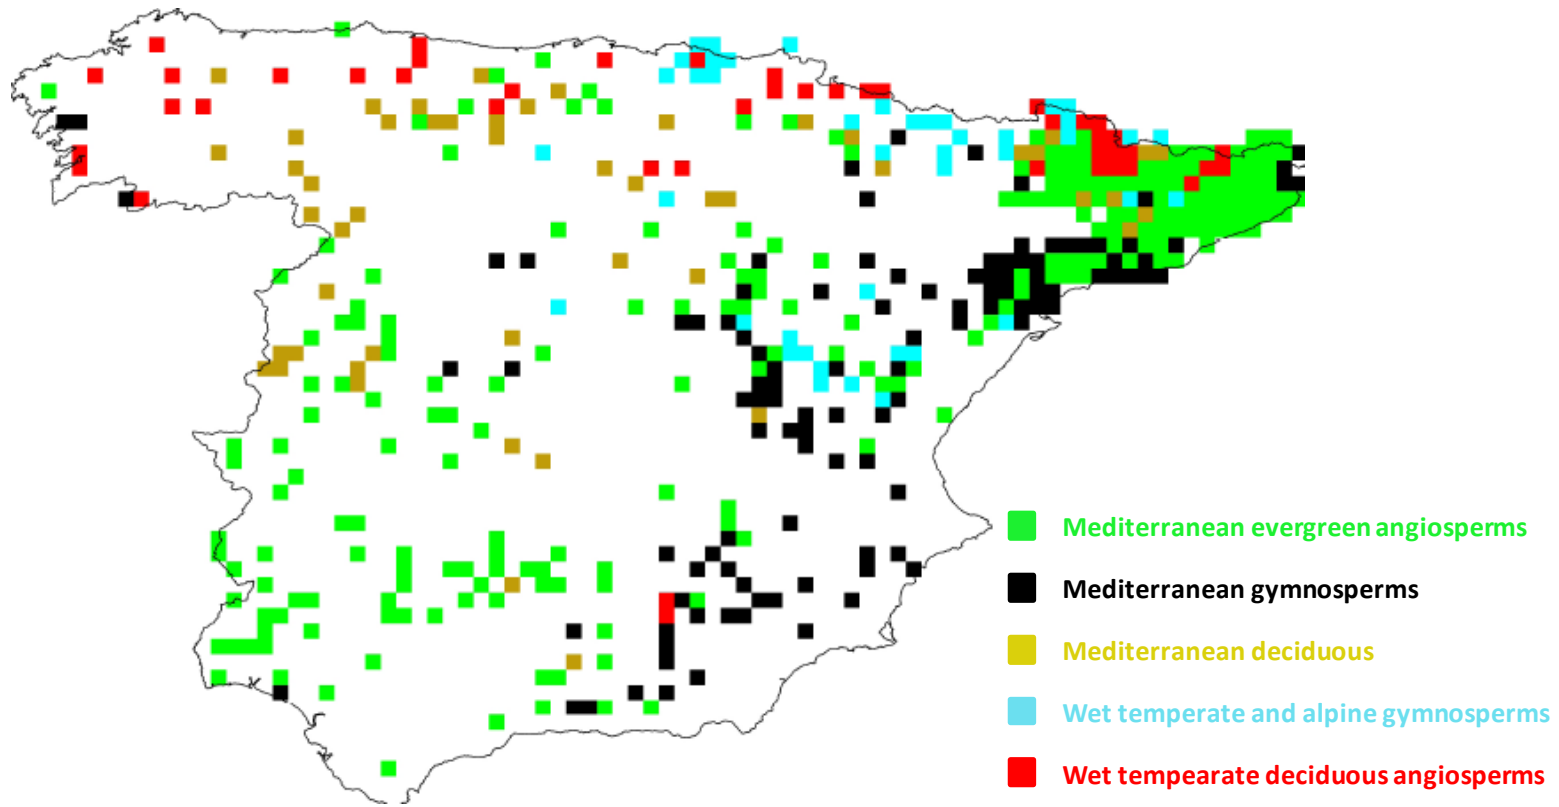 Mediterranean evergreen angiosperms
Mediterranean gymnosperms
Mediterranean deciduous
Wet temperate and alpine gymnosperms
Wet tempearate deciduous angiosperms